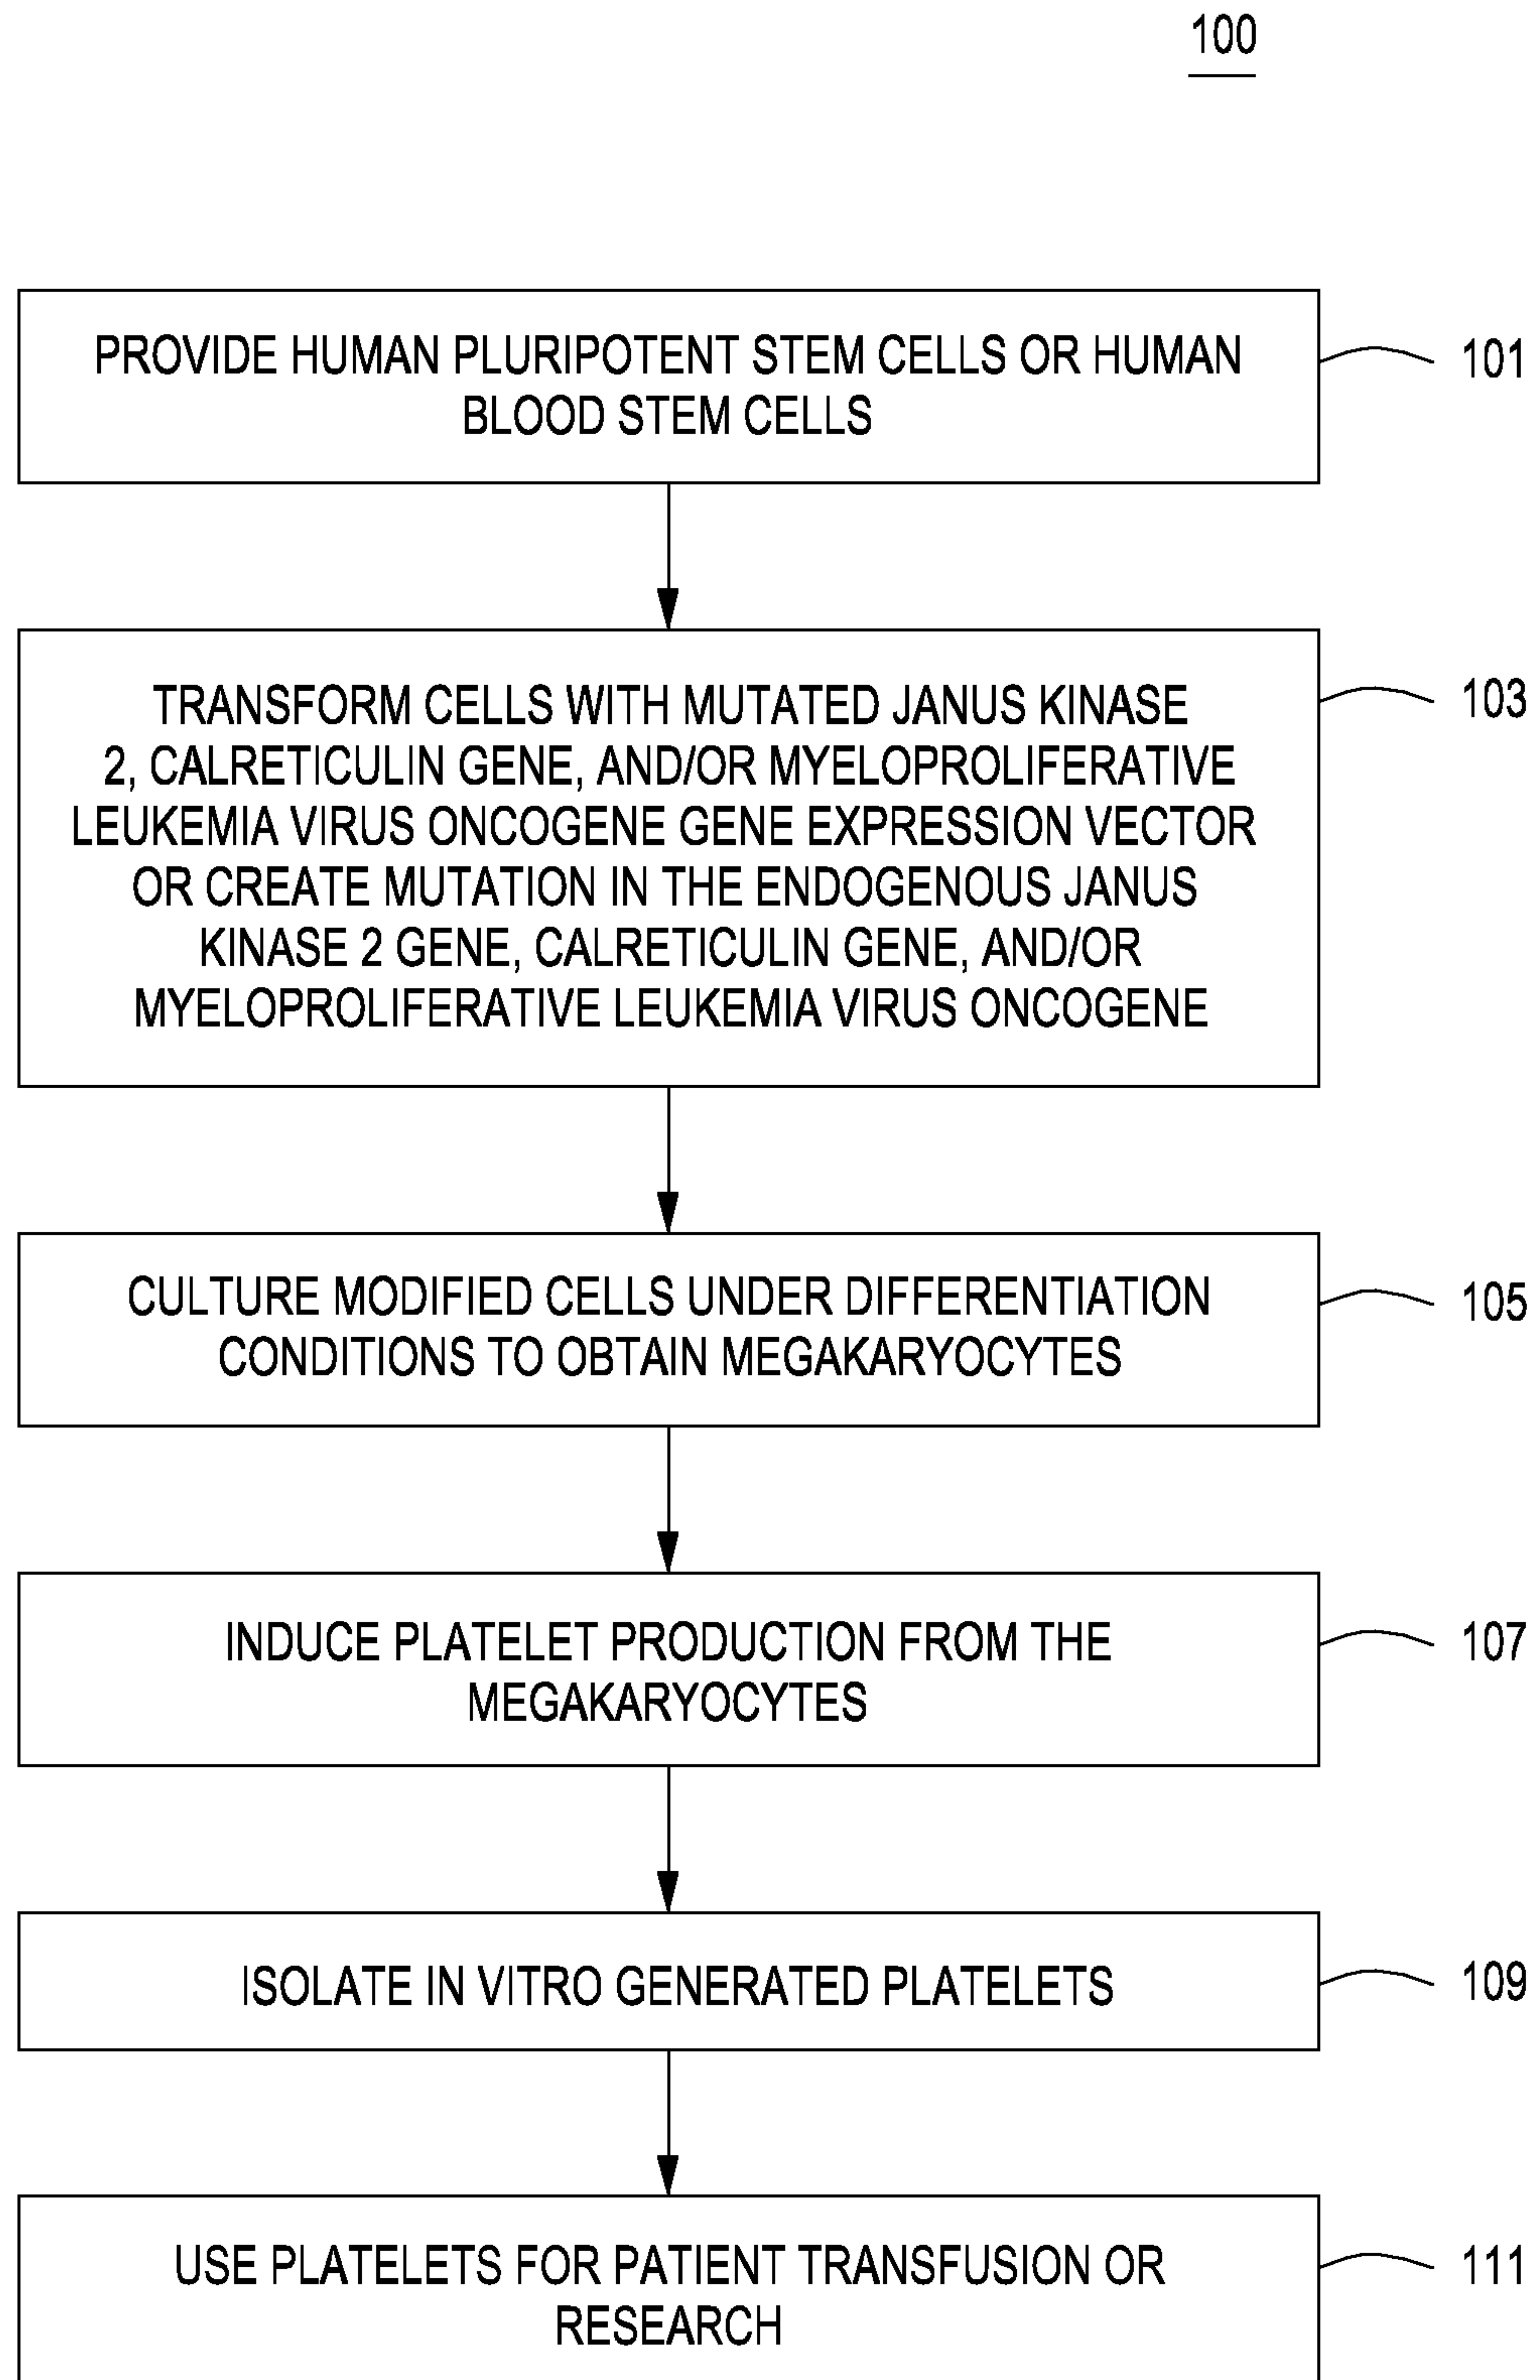 100
PROVIDE HUMAN PLURIPOTENT STEM CELLS OR HUMAN
BLOOD STEM CELLS
101
TRANSFORM CELLS WITH MUTATED JANUS KINASE
2, CALRETICULIN GENE, AND/OR MYELOPROLIFERATIVE
LEUKEMIA VIRUS ONCOGENE GENE EXPRESSION VECTOR
OR CREATE MUTATION IN THE ENDOGENOUS JANUS
KINASE 2 GENE, CALRETICULIN GENE, AND/OR
MYELOPROLIFERATIVE LEUKEMIA VIRUS ONCOGENE
103
CULTURE MODIFIED CELLS UNDER DIFFERENTIATION
CONDITIONS TO OBTAIN MEGAKARYOCYTES
105
INDUCE PLATELET PRODUCTION FROM THE
MEGAKARYOCYTES
107
ISOLATE IN VITRO GENERATED PLATELETS
109
USE PLATELETS FOR PATIENT TRANSFUSION OR
RESEARCH
111